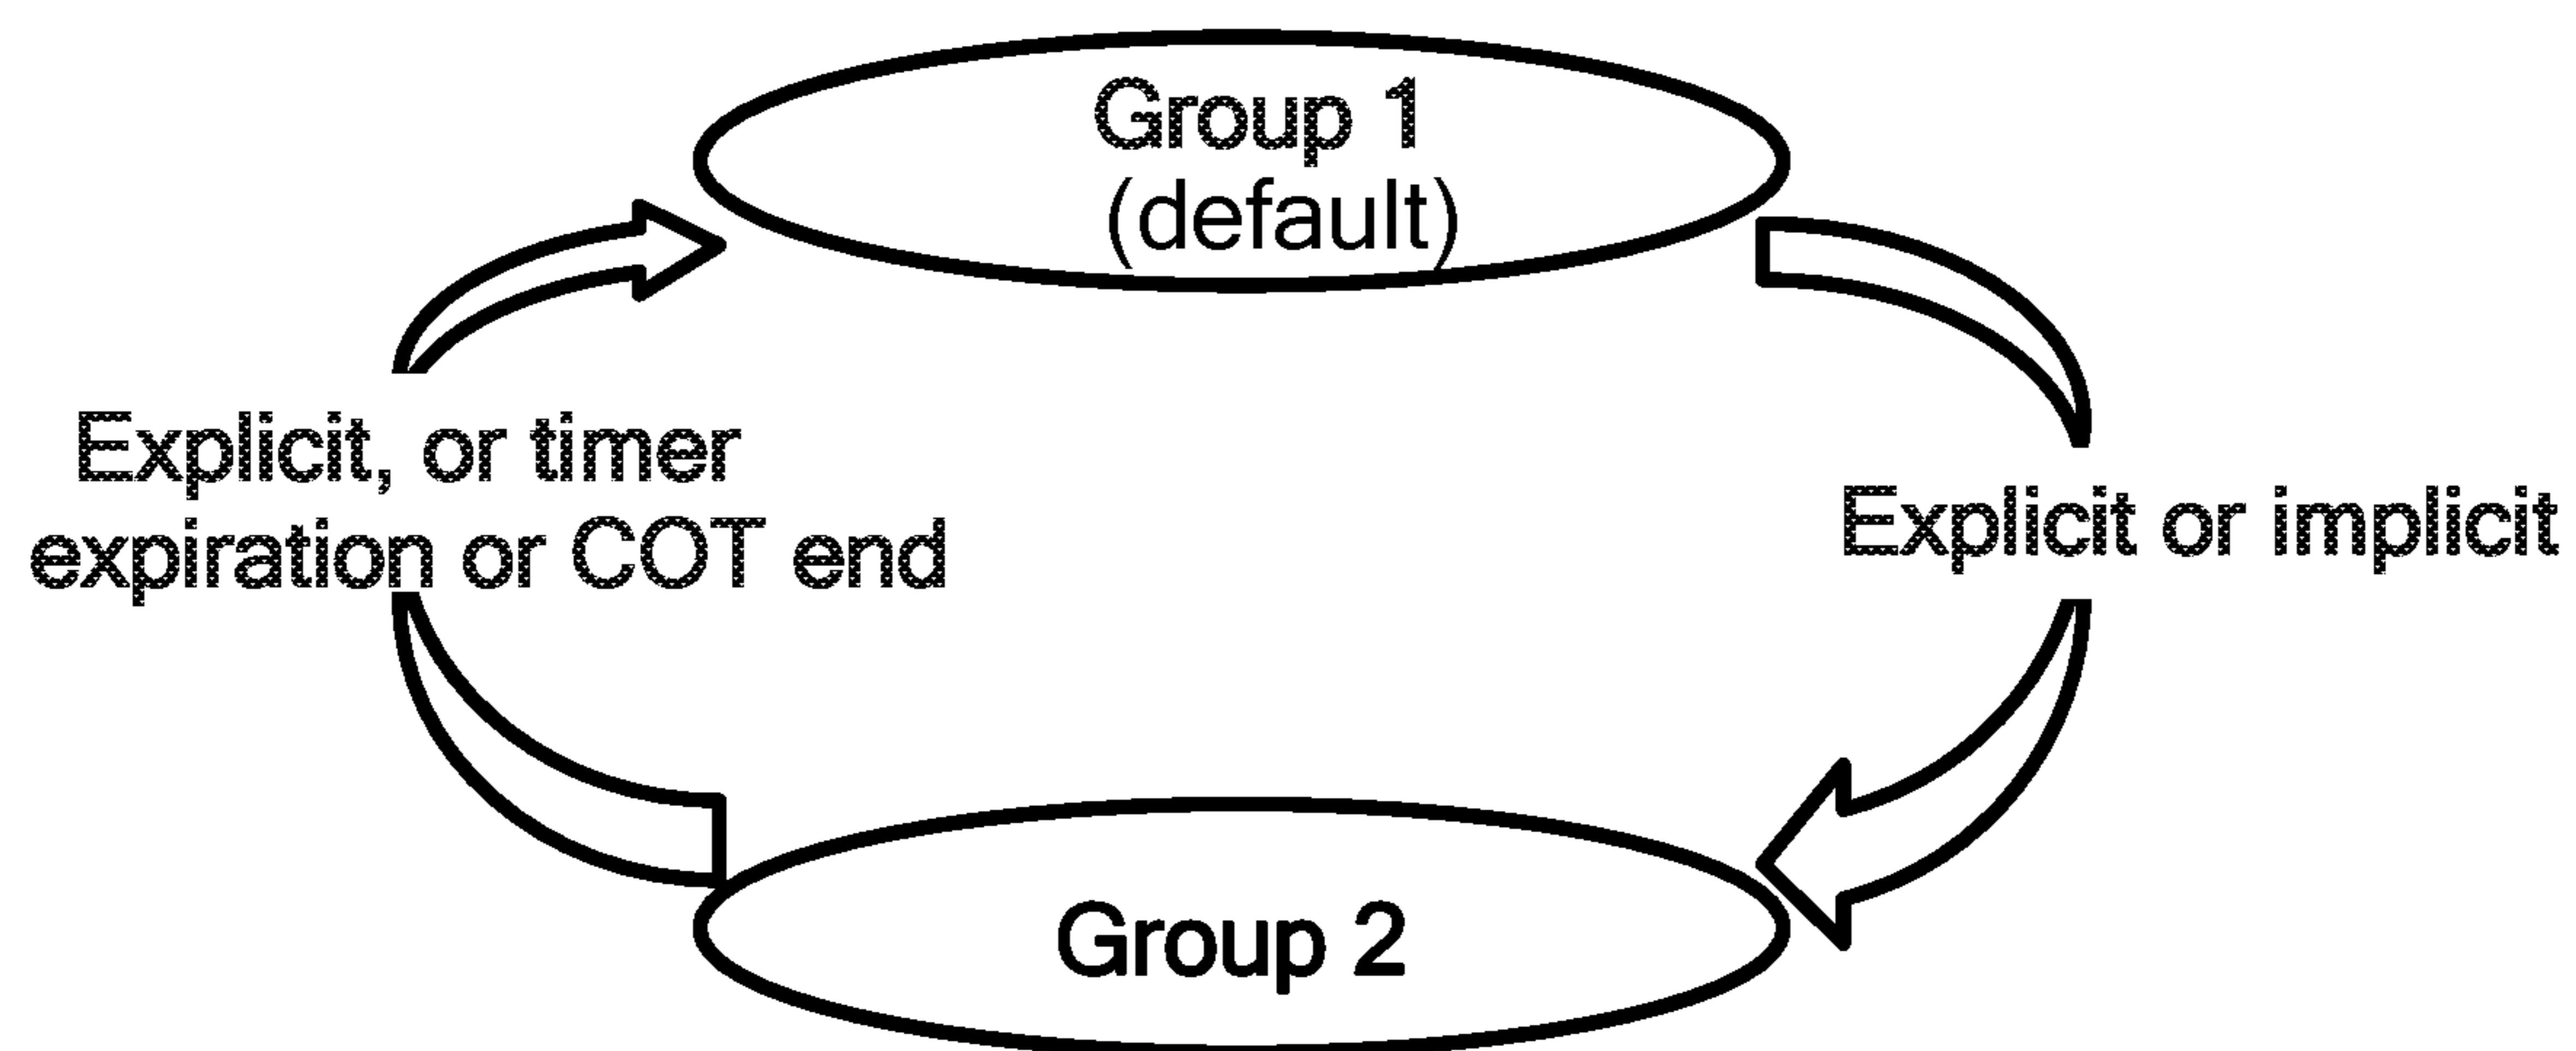 Group 1
(default)
Explicit, or timer
expiration or COT end
Explicit or implicit
Group 2